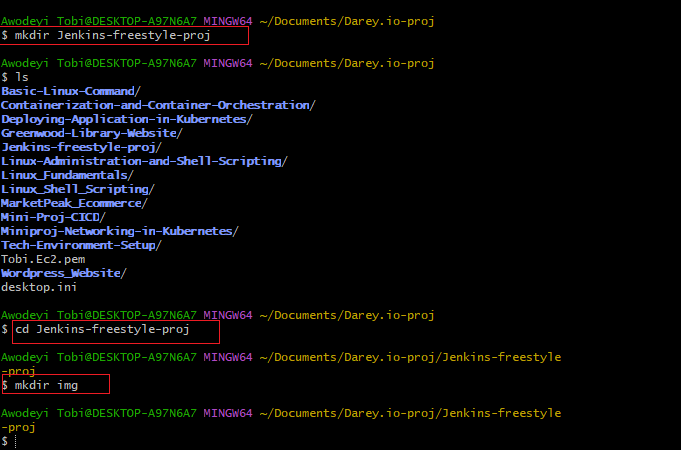 Awodeyi Tobi@DESKTOP-A97N6A7 MINGW64 ~/Documents/Darey.io-proj
$ mkdir Jenkins-freestyle-proj
Awodeyi Tobi@DESKTOP-A97N6A7 MINGW64 ~/Documents/Darey.io-proj
$ ls
Basic-Linux-Command/
Containerization-and-Container-Orchestration/
Deploying-Application-in-Kubernetes/
Greenwood-Library-Website/
Jenkins-freestyle-proj/
Linux-Administration-and-Shell-Scripting/
Linux_Fundamentals/
Linux_Shell_Scripting/
MarketPeak_Ecommerce/
Mini-Proj-CICD/
Miniproj-Networking-in-Kubernetes/
Tech-Environment-Setup/
Tobi.Ec2.pem
Wordpress_Website/
desktop.ini
Awodeyi Tobi@DESKTOP-A97N6A7 MINGW64 ~/Documents/Darey.io-proj
$ cd Jenkins-freestyle-proj
Awodeyi Tobi@DESKTOP-A97N6A7 MINGW64 ~/Documents/Darey.io-proj/Jenkins-freestyle
-proj
$ mkdir img
Awodeyi Tobi@DESKTOP-A97N6A7 MINGW64 ~/Documents/Darey.io-proj/Jenkins-freestyle
-proj
$